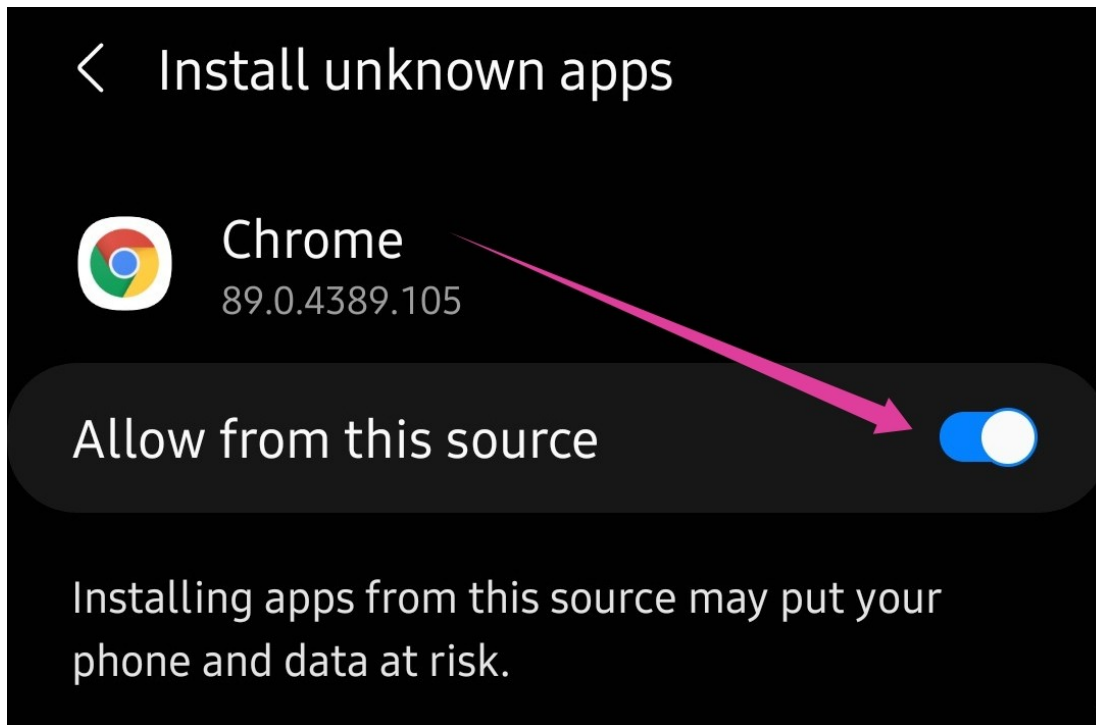 Install unknown apps
Chrome
89.0.4389.105
Allow from this source
Installing apps from this source may put your
phone and data at risk.